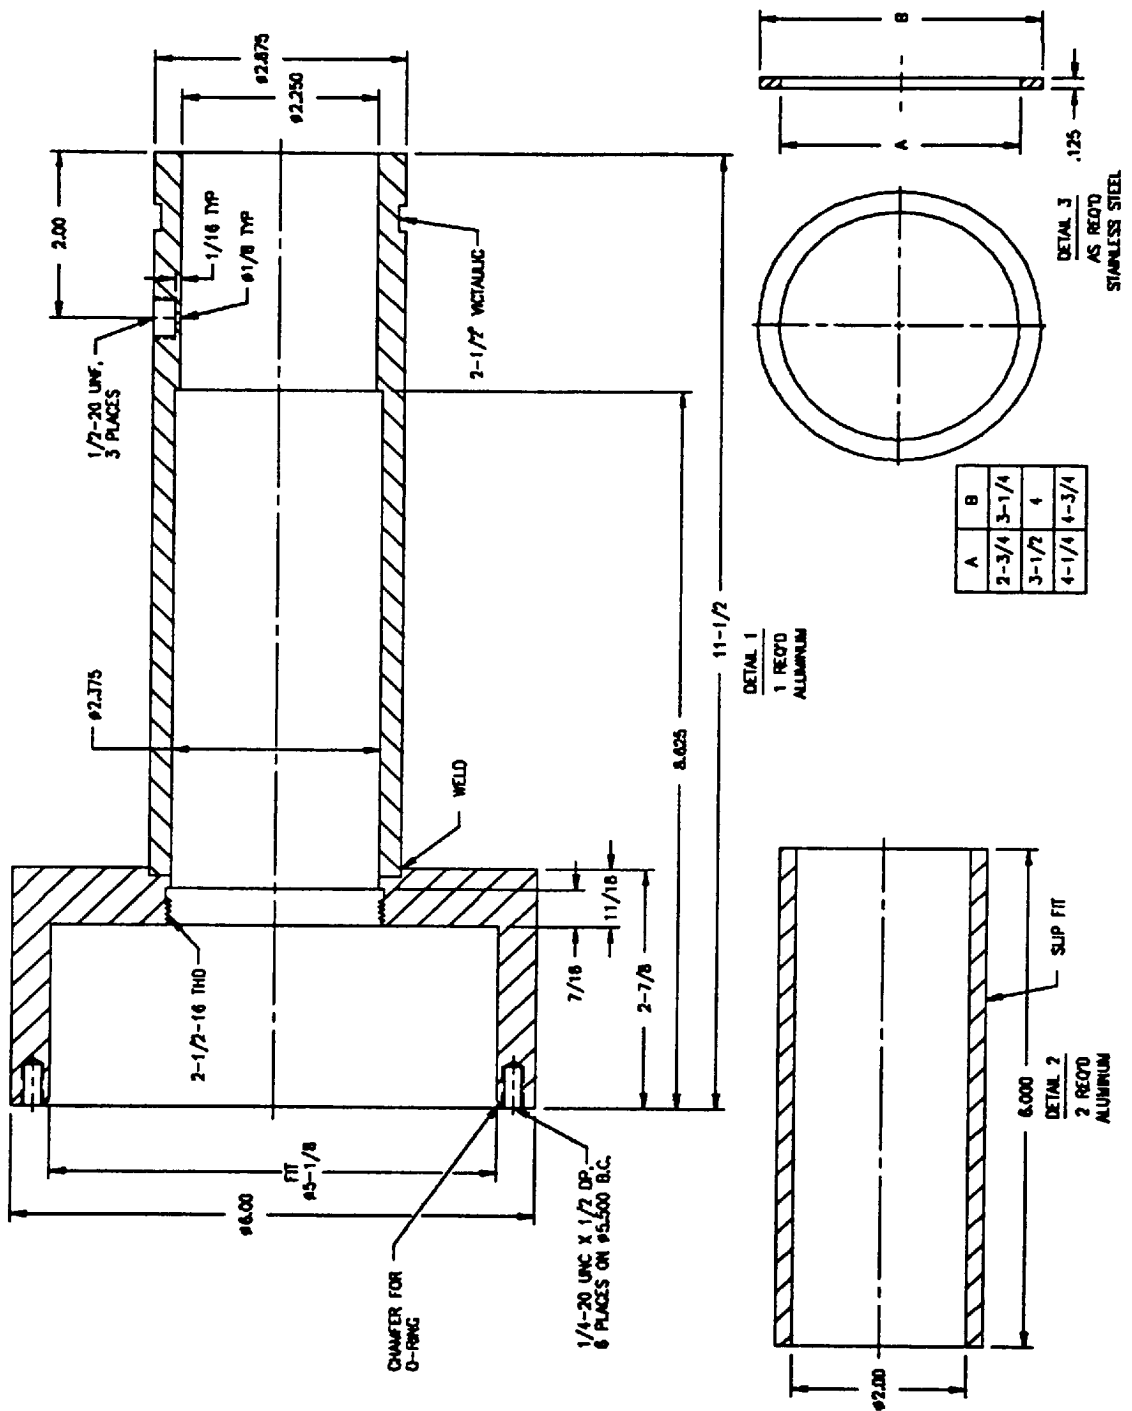 2.00
ø2.875
ø2.250
1/2-20 UNF,
3 PLACES
1/16 TYP
ø1/8 TYP
2-1/2" VICTAULIC
ø2.375
WELD
2-1/2-16 THD
7/16
11/16
2-7/8
8.625
11-1/2
ø6.00
FIT
ø5-1/8
CHAMFER FOR
O-RING
1/4-20 UNC X 1/2 DP,
6 PLACES ON ø5.500 B.C.
DETAIL 1
1 REQ'D
ALUMINUM
ø2.00
6.000
SLIP FIT
DETAIL 2
2 REQ'D
ALUMINUM
B
A
.125
DETAIL 3
AS REQ'D
STAINLESS STEEL
A B
2-3/4 3-1/4
3-1/2 4
4-1/4 4-3/4